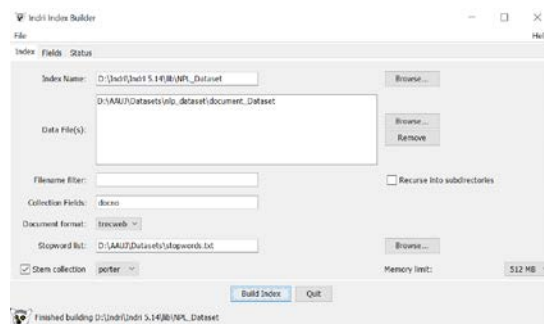 Indri Index Builder
File Hel
Index Fields Status
Index Name: D:\Indri\Indri 5.14\lib\NPL_Dataset Browse...
D:\AAUJ\Datasets\nlp_dataset\document_Dataset
Data File(s): Browse...
Remove
Filename filter: Recurse into subdirectories
Collection Fields: docno
Document format: trecweb
Stopword list: D:\AAUJ\Datasets\stopwords.txt Browse...
Stem collection porter Memory limit: 512 MB
Build Index Quit
Finished building D:\Indri\Indri 5.14\lib\NPL_Dataset